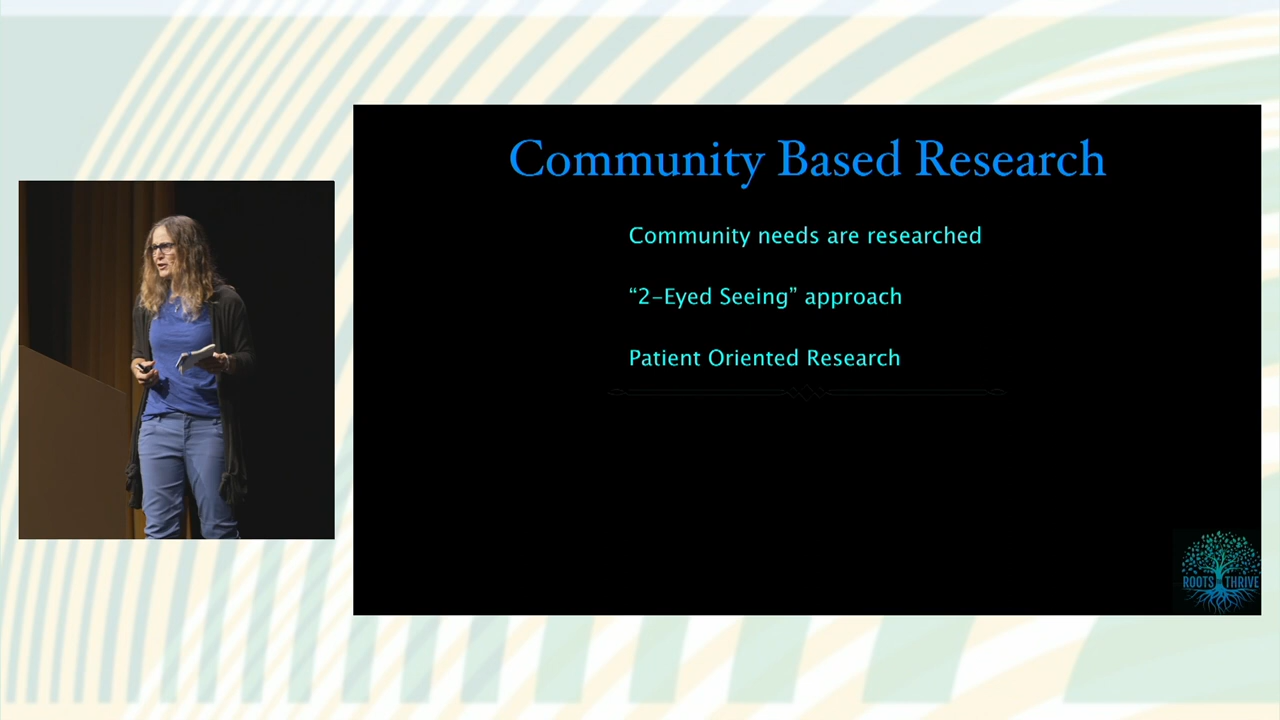 Community Based Research
Community needs are researched
“2-Eyed Seeing” approach
Patient Oriented Research
ROOTS THRIVE